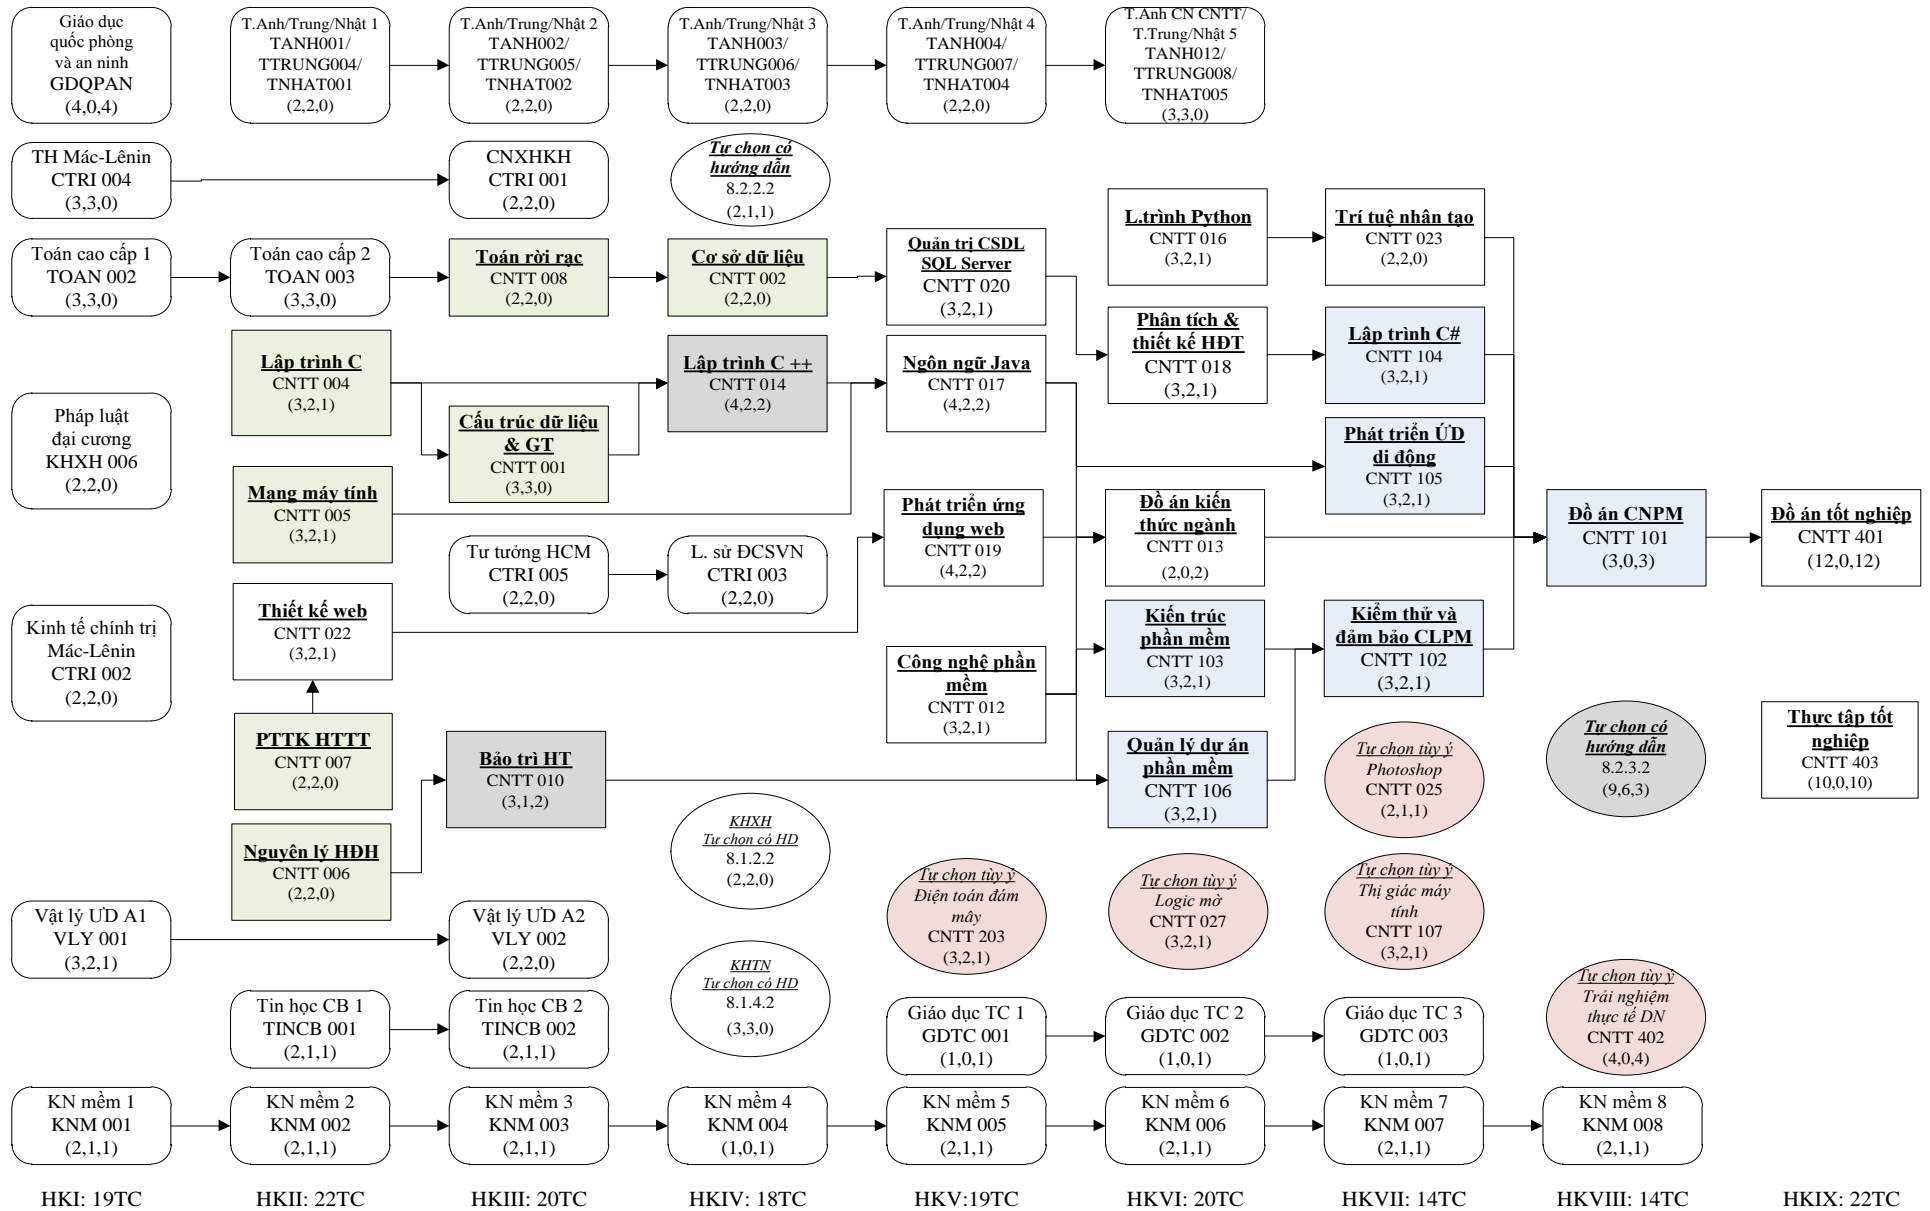 Giáo dục
quốc phòng
và an ninh
GDQPAN
(4,0,4)
T.Anh/Trung/Nhật 1
TANH001/
TTRUNG004/
TNHAT001
(2,2,0)
T.Anh/Trung/Nhật 2
TANH002/
TTRUNG005/
TNHAT002
(2,2,0)
T.Anh/Trung/Nhật 3
TANH003/
TTRUNG006/
TNHAT003
(2,2,0)
T.Anh/Trung/Nhật 4
TANH004/
TTRUNG007/
TNHAT004
(2,2,0)
T.Anh CN CNTT/
T.Trung/Nhật 5
TANH012/
TTRUNG008/
TNHAT005
(3,3,0)
TH Mác-Lênin
CTRI 004
(3,3,0)
CNXHKH
CTRI 001
(2,2,0)
Tự chọn có
hướng dẫn
8.2.2.2
(2,1,1)
L.trình Python
CNTT 016
(3,2,1)
Trí tuệ nhân tạo
CNTT 023
(2,2,0)
Toán cao cấp 1
TOAN 002
(3,3,0)
Toán cao cấp 2
TOAN 003
(3,3,0)
Toán rời rạc
CNTT 008
(2,2,0)
Cơ sở dữ liệu
CNTT 002
(2,2,0)
Quản trị CSDL
SQL Server
CNTT 020
(3,2,1)
Phân tích &
thiết kế HĐT
CNTT 018
(3,2,1)
Lập trình C#
CNTT 104
(3,2,1)
Lập trình C
CNTT 004
(3,2,1)
Lập trình C ++
CNTT 014
(4,2,2)
Ngôn ngữ Java
CNTT 017
(4,2,2)
Pháp luật
đại cương
KHXH 006
(2,2,0)
Cấu trúc dữ liệu
& GT
CNTT 001
(3,3,0)
Phát triển ỨD
di động
CNTT 105
(3,2,1)
Mạng máy tính
CNTT 005
(3,2,1)
Phát triển ứng
dụng web
CNTT 019
(4,2,2)
Đồ án kiến
thức ngành
CNTT 013
(2,0,2)
Đồ án CNPM
CNTT 101
(3,0,3)
Đồ án tốt nghiệp
CNTT 401
(12,0,12)
Tư tưởng HCM
CTRI 005
(2,2,0)
L. sử ĐCSVN
CTRI 003
(2,2,0)
Thiết kế web
CNTT 022
(3,2,1)
Kinh tế chính trị
Mác-Lênin
CTRI 002
(2,2,0)
Công nghệ phần
mềm
CNTT 012
(3,2,1)
Kiến trúc
phần mềm
CNTT 103
(3,2,1)
Kiểm thử và
đảm bảo CLPM
CNTT 102
(3,2,1)
PTTK HTTT
CNTT 007
(2,2,0)
Bảo trì HT
CNTT 010
(3,1,2)
Quản lý dự án
phần mềm
CNTT 106
(3,2,1)
Tự chọn tùy ý
Photoshop
CNTT 025
(2,1,1)
Tự chọn có
hướng dẫn
8.2.3.2
(9,6,3)
Thực tập tốt
nghiệp
CNTT 403
(10,0,10)
Nguyên lý HĐH
CNTT 006
(2,2,0)
KHXH
Tự chọn có HD
8.1.2.2
(2,2,0)
Tự chọn tùy ý
Điện toán đám
mây
CNTT 203
(3,2,1)
Tự chọn tùy ý
Logic mờ
CNTT 027
(3,2,1)
Tự chọn tùy ý
Thị giác máy
tính
CNTT 107
(3,2,1)
Vật lý ƯD A1
VLY 001
(3,2,1)
Vật lý ƯD A2
VLY 002
(2,2,0)
KHTN
Tự chọn có HD
8.1.4.2
(3,3,0)
Tự chọn tùy ý
Trải nghiệm
thực tế DN
CNTT 402
(4,0,4)
Tin học CB 1
TINCB 001
(2,1,1)
Tin học CB 2
TINCB 002
(2,1,1)
Giáo dục TC 1
GDTC 001
(1,0,1)
Giáo dục TC 2
GDTC 002
(1,0,1)
Giáo dục TC 3
GDTC 003
(1,0,1)
KN mềm 1
KNM 001
(2,1,1)
KN mềm 2
KNM 002
(2,1,1)
KN mềm 3
KNM 003
(2,1,1)
KN mềm 4
KNM 004
(1,0,1)
KN mềm 5
KNM 005
(2,1,1)
KN mềm 6
KNM 006
(2,1,1)
KN mềm 7
KNM 007
(2,1,1)
KN mềm 8
KNM 008
(2,1,1)
HKI: 19TC
HKII: 22TC
HKIII: 20TC
HKIV: 18TC
HKV:19TC
HKVI: 20TC
HKVII: 14TC
HKVIII: 14TC
HKIX: 22TC